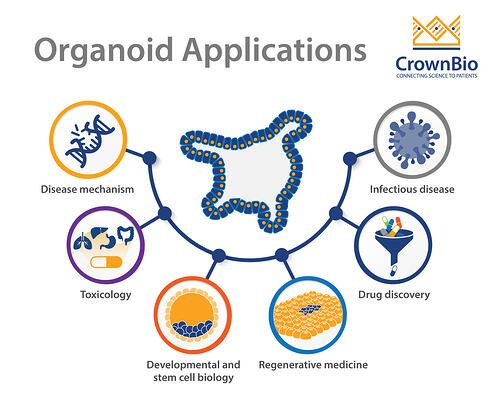 Organoid Applications
CrownBio
CONNECTING SCIENCE TO PATIENTS
Disease mechanism
Infectious disease
Toxicology
Drug discovery
Developmental and
stem cell biology
Regenerative medicine